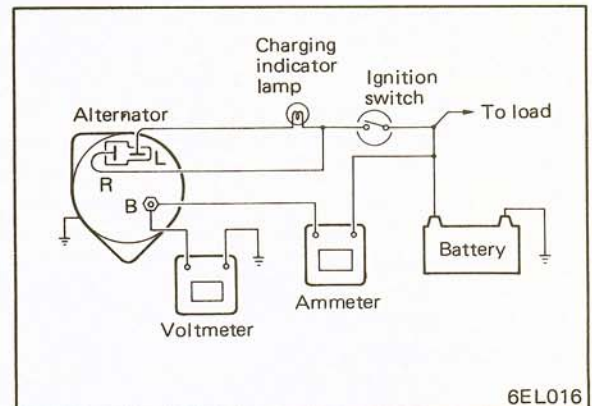 Charging
indicator
lamp
Ignition
switch
To load
Alternator
L
R
B
Battery
Ammeter
Voltmeter
6EL016